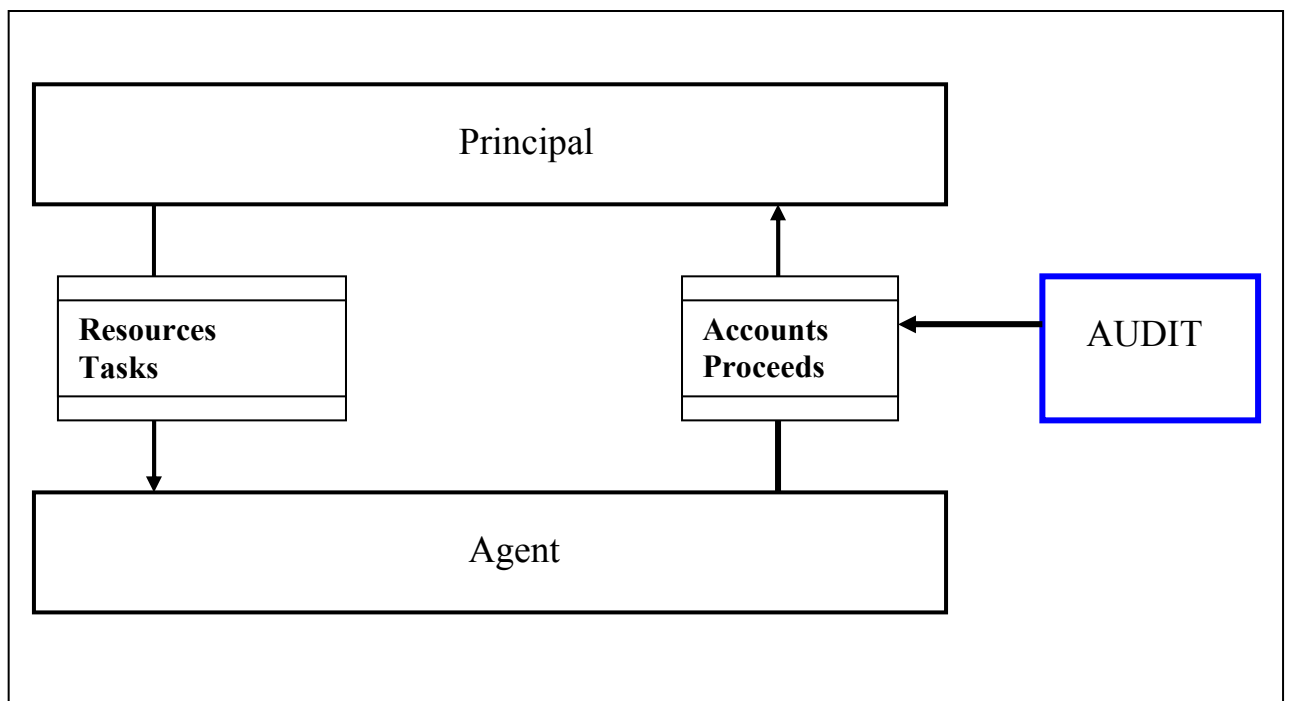 Principal
Resources
Tasks
Accounts
Proceeds
AUDIT
Agent